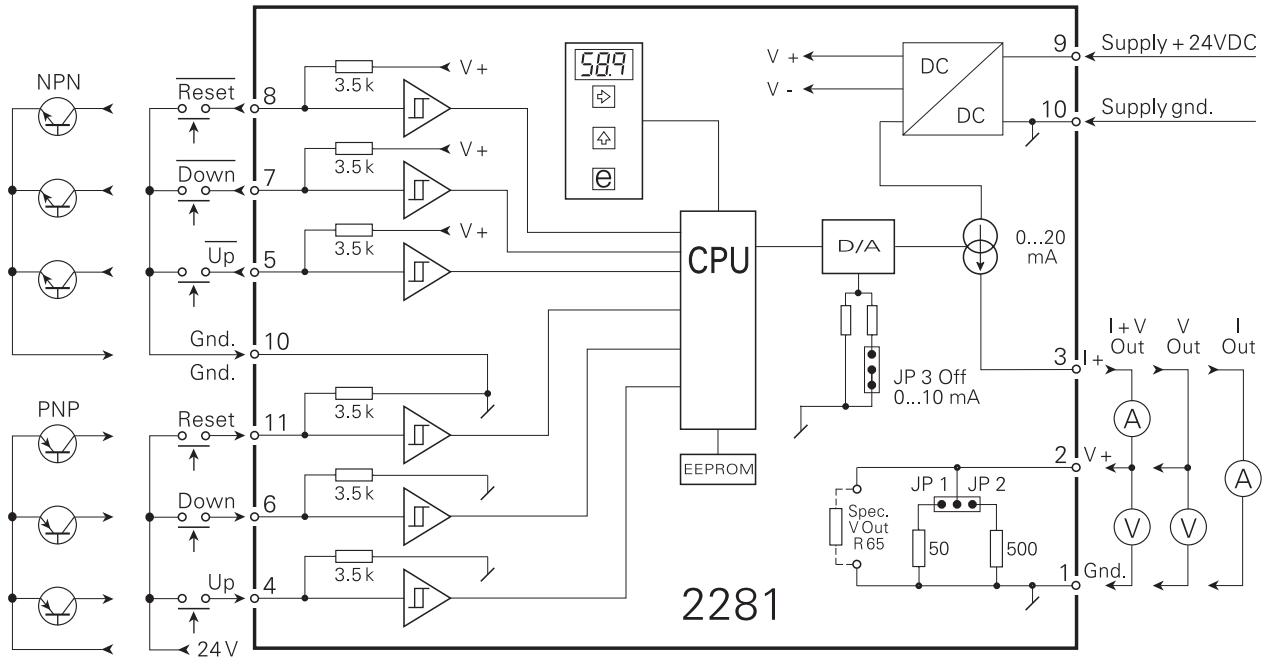 NPN
Reset
8
3.5 k
V +
Down
7
3.5 k
V +
Up
5
3.5 k
V +
Gnd.
10
Gnd.
PNP
Reset
11
3.5 k
Down
6
3.5 k
Up
4
3.5 k
24 V
58.9
e
CPU
EEPROM
D/A
JP 3 Off
0...10 mA
V +
V -
DC
DC
9
Supply + 24VDC
10
Supply gnd.
0...20
mA
3
I +
I + V
Out
V
Out
I
Out
A
A
2
V +
V
V
JP 1
JP 2
Spec.
V Out
R 65
50
500
1
Gnd.
2281